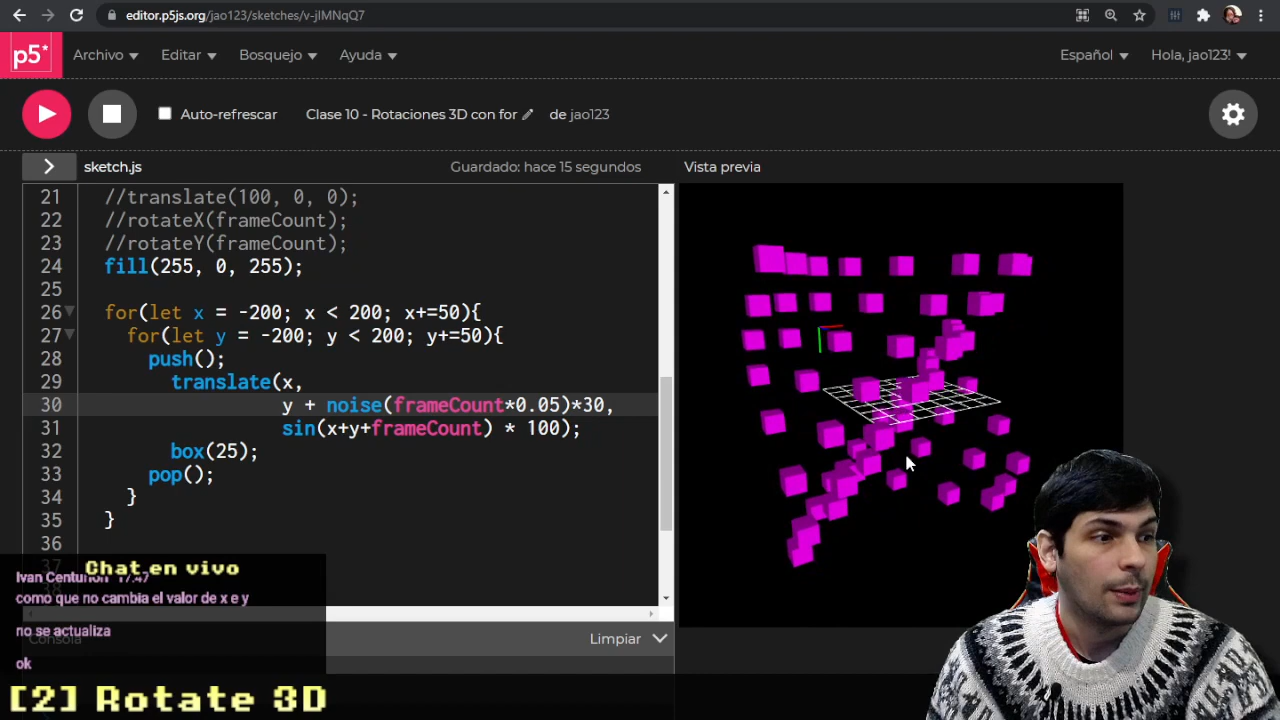 editor.p5js.org/jao123/sketches/v-jIMNqQ7
p5*
Archivo
Editar
Bosquejo
Ayuda
Español
Hola, jao123!
Auto-refrescar
Clase 10 - Rotaciones 3D con for
de jao123
sketch.js
Guardado: hace 15 segundos
Vista previa
21 //translate(100, 0, 0);
22 //rotateX(frameCount);
23 //rotateY(frameCount);
24 fill(255, 0, 255);
25
26 for(let x = -200; x < 200; x+=50){
27 for(let y = -200; y < 200; y+=50){
28 push();
29 translate(x,
30 y + noise(frameCount*0.05)*30,
31 sin(x+y+frameCount) * 100);
32 box(25);
33 pop();
34 }
35 }
36
Chat en vivo
Ivan Centurion 17:47
como que no cambia el valor de x e y
no se actualiza
Consola
Limpiar
ok
[2] Rotate 3D